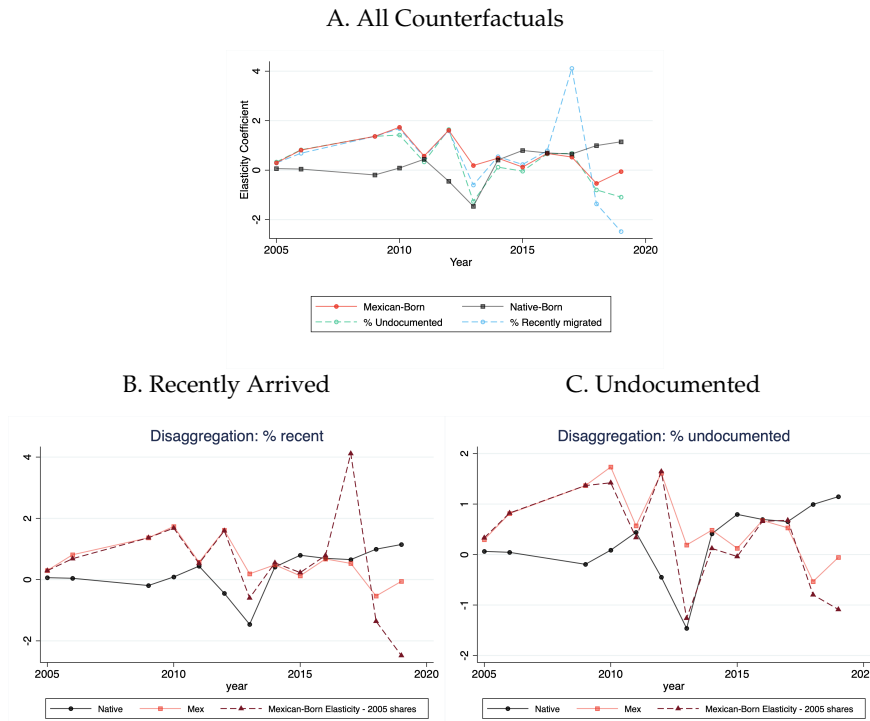 A. All Counterfactuals
Elasticity Coefficient
4
2
0
-2
2005 2010 2015 2020
Year
Mexican-Born Native-Born
% Undocumented % Recently migrated
B. Recently Arrived
Disaggregation: % recent
4
2
0
-2
2005 2010 2015 2020
year
Native Mex Mexican-Born Elasticity - 2005 shares
C. Undocumented
Disaggregation: % undocumented
2
1
0
-1
-2
2005 2010 2015 202
year
Native Mex Mexican-Born Elasticity - 2005 shares